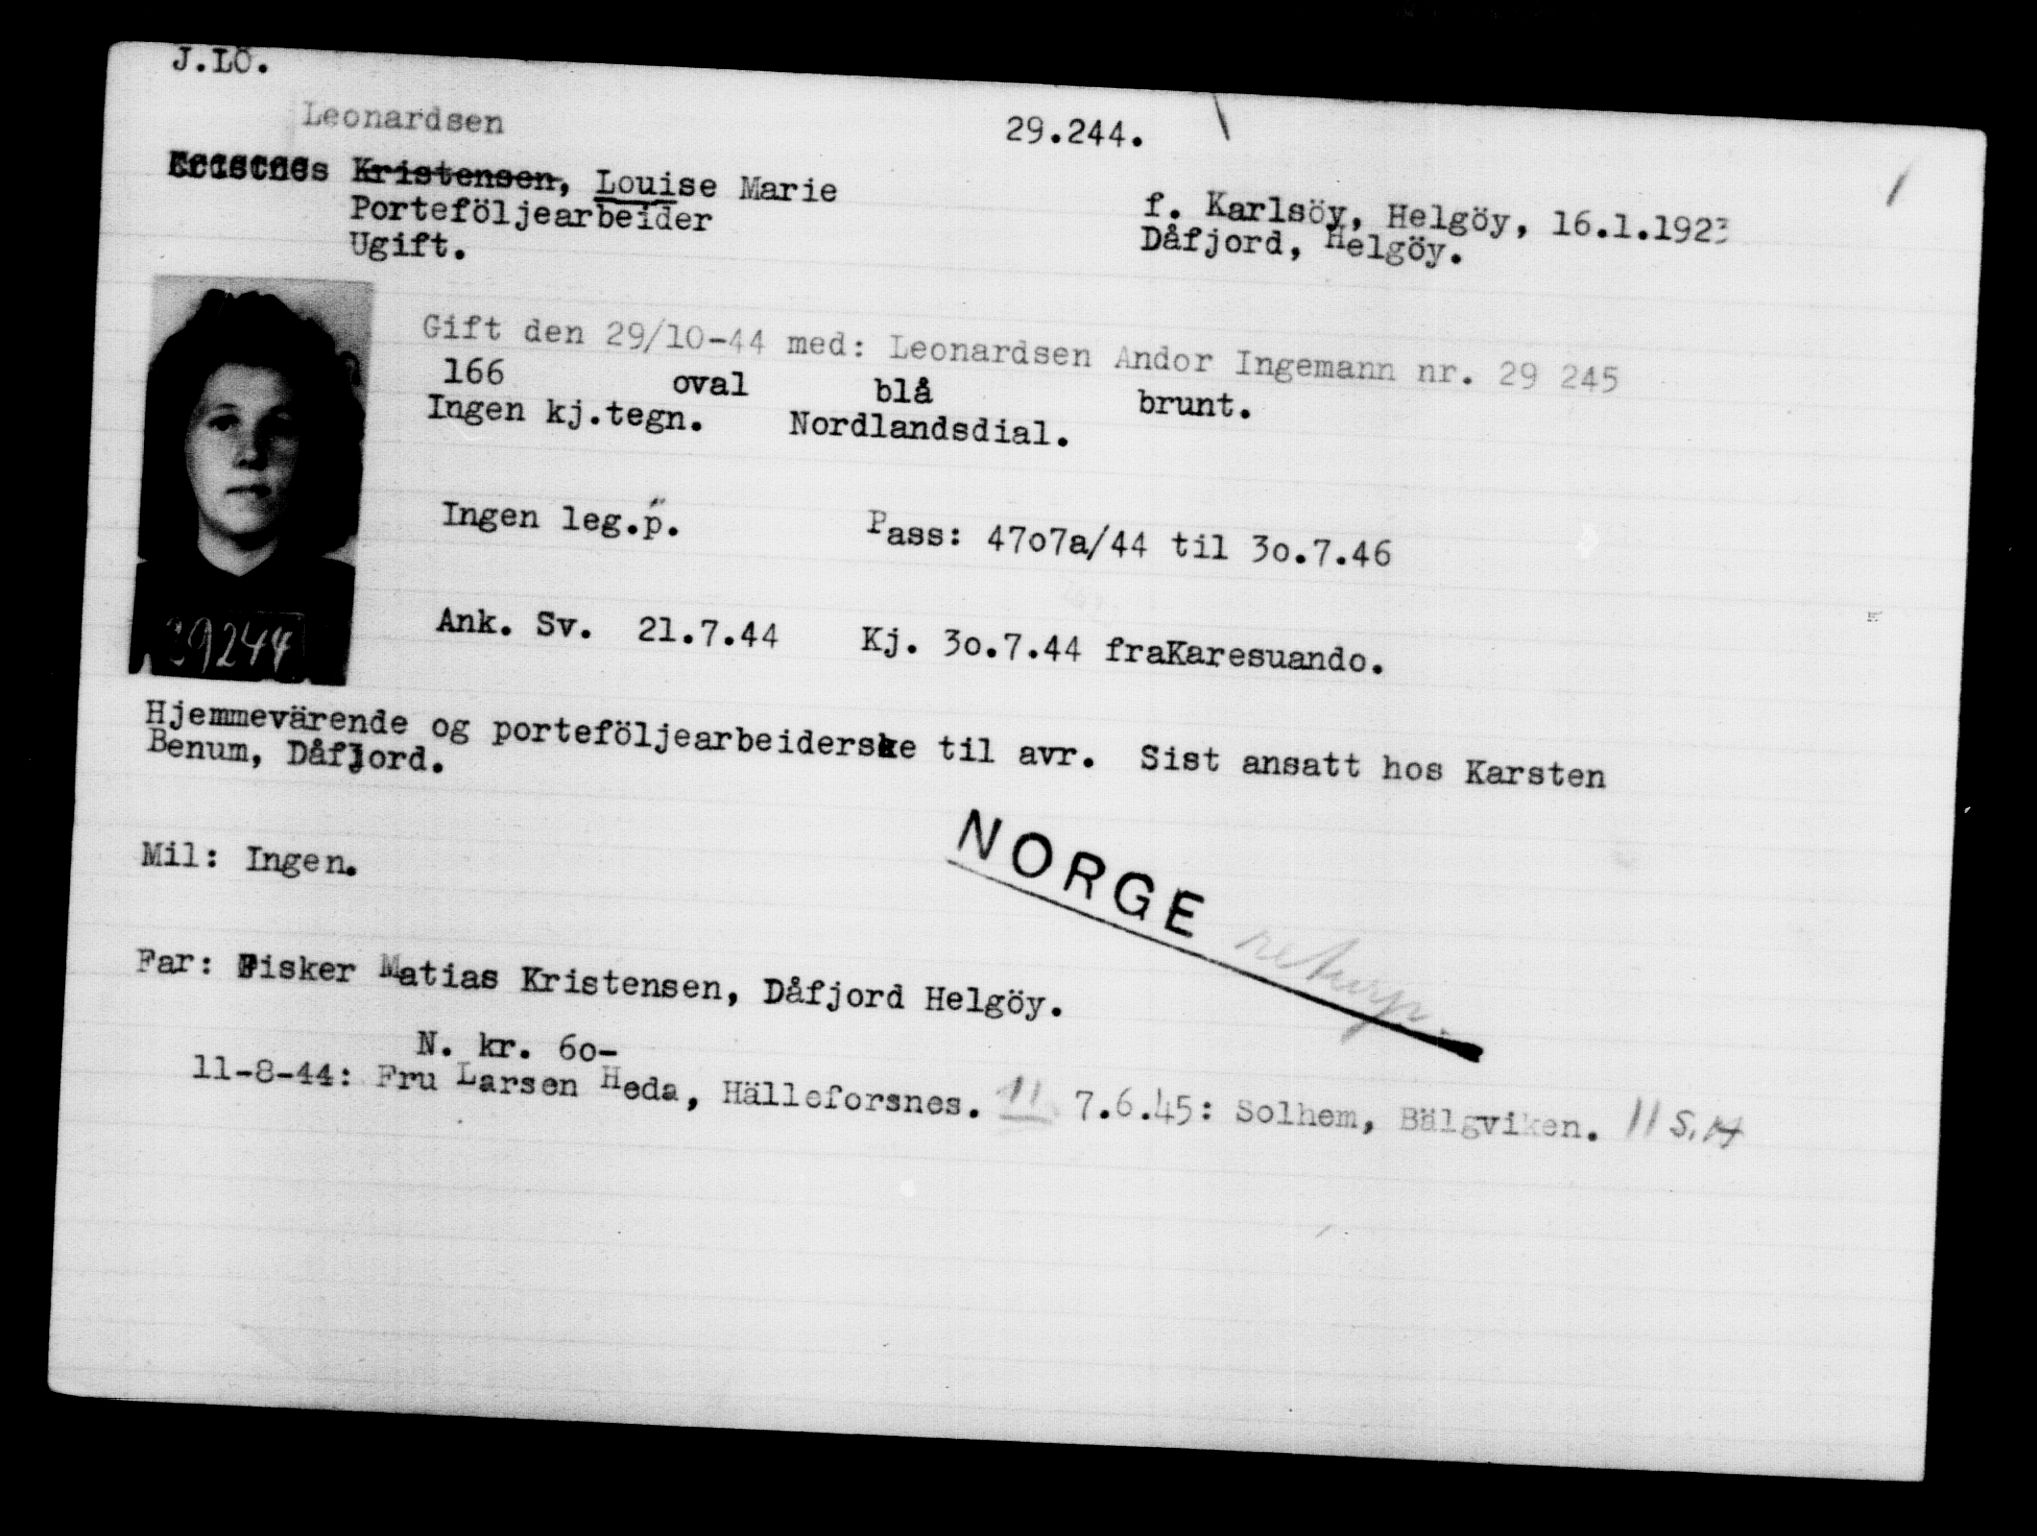 J.LÖ.
Leonardsen
29.244.
Kristensen, Louise Marie
f. Karlsöy, Helgöy, 16.1.1923
Porteföljearbeider
Dåfjord, Helgöy.
Ugift.
Gift den 29/10-44 med: Leonardsen Andor Ingemann nr. 29 245
166 oval blå brunt.
Ingen kj.tegn. Nordlandsdial.
Ingen leg.p. Pass: 47o7a/44 til 3o.7.46
Ank. Sv. 21.7.44 Kj. 3o.7.44 fraKaresuando.
29244
Hjemmevärende og porteföljearbeiderske til avr. Sist ansatt hos Karsten
Benum, Dåfjord.
NORGE
Mil: Ingen.
Far: Fisker Matias Kristensen, Dåfjord Helgöy.
N. kr. 6o-
11-8-44: Fru Larsen Heda, Hälleforsnes. 11 7.6.45: Solhem, Bälgviken. 11 S.H